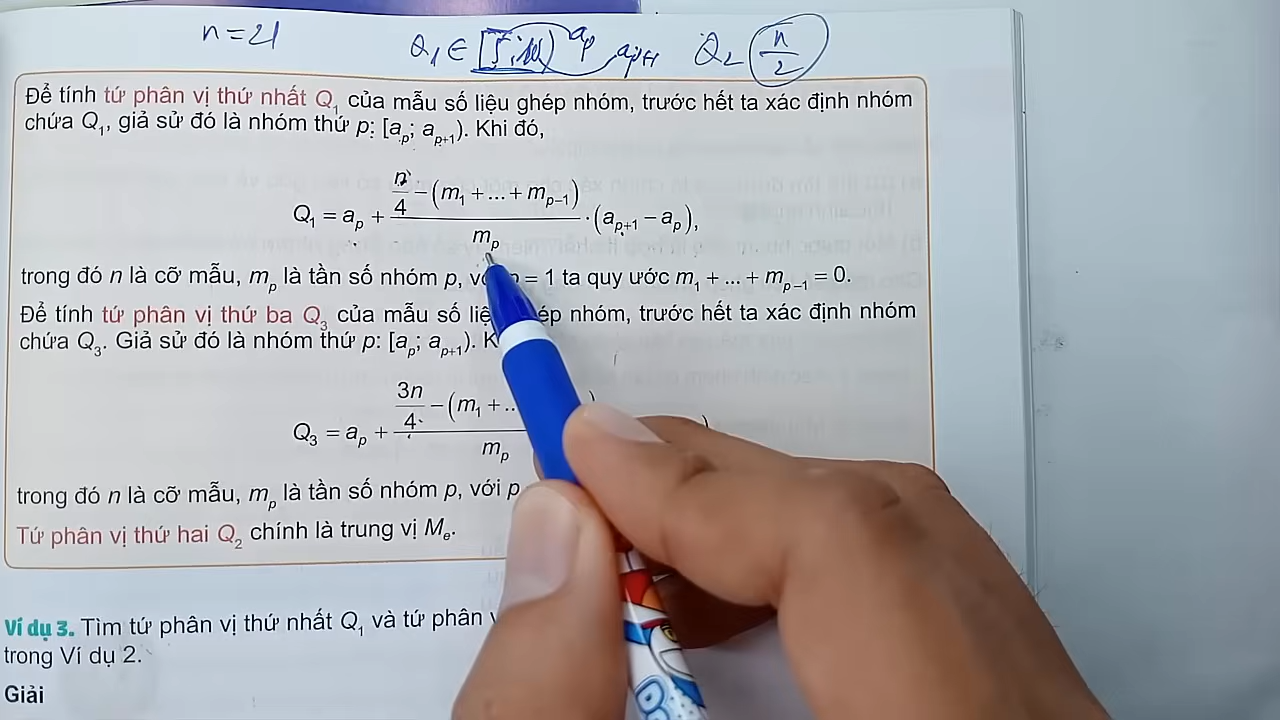 n = 21
Q₁ ∈ aₚ aₚ₊₁ Q₂ n/2
Để tính tứ phân vị thứ nhất Q₁ của mẫu số liệu ghép nhóm, trước hết ta xác định nhóm
chứa Q₁, giả sử đó là nhóm thứ p: [aₚ; aₚ₊₁). Khi đó,
Q₁ = aₚ + (n/4 − (m₁ + ... + mₚ₋₁))/mₚ · (aₚ₊₁ − aₚ),
trong đó n là cỡ mẫu, mₚ là tần số nhóm p, = 1 ta quy ước m₁ + ... + mₚ₋₁ = 0.
Để tính tứ phân vị thứ ba Q₃ của mẫu số liệ ghép nhóm, trước hết ta xác định nhóm
chứa Q₃. Giả sử đó là nhóm thứ p: [aₚ; aₚ₊₁). K
Q₃ = aₚ + 3n/4 − (m₁ + .. mₚ
trong đó n là cỡ mẫu, mₚ là tần số nhóm p, với p
Tứ phân vị thứ hai Q₂ chính là trung vị Mₑ.
Ví dụ 3. Tìm tứ phân vị thứ nhất Q₁ và tứ phân
trong Ví dụ 2.
Giải